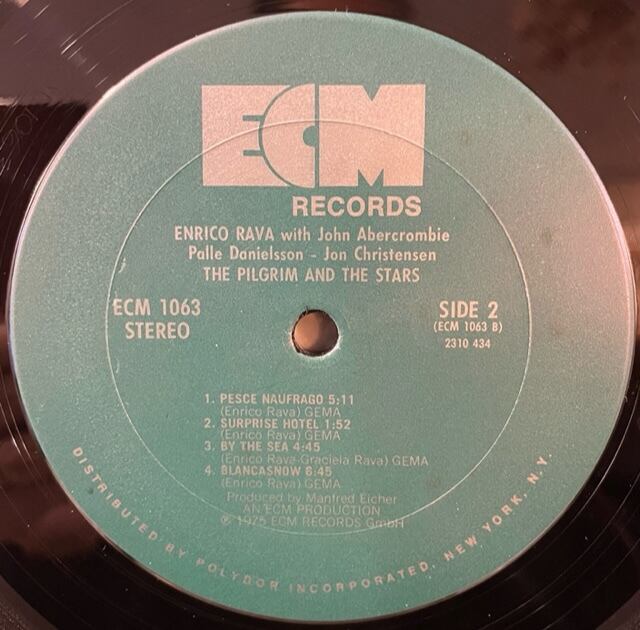 ECM
RECORDS
ENRICO RAVA with John Abercrombie
Palle Danielsson - Jon Christensen
THE PILGRIM AND THE STARS
ECM 1063
STEREO
SIDE 2
(ECM 1063 B)
2310 434
1. PESCE NAUFRAGO 5:11
(Enrico Rava) GEMA
2. SURPRISE HOTEL 1:52
(Enrico Rava) GEMA
3. BY THE SEA 4:45
(Enrico Rava-Graciela Rava) GEMA
4. BLANCASNOW 6:45
(Enrico Rava) GEMA
Produced by Manfred Eicher
AN ECM PRODUCTION
℗ 1975 ECM RECORDS GmbH
DISTRIBUTED BY POLYDOR INCORPORATED, NEW YORK, N.Y.